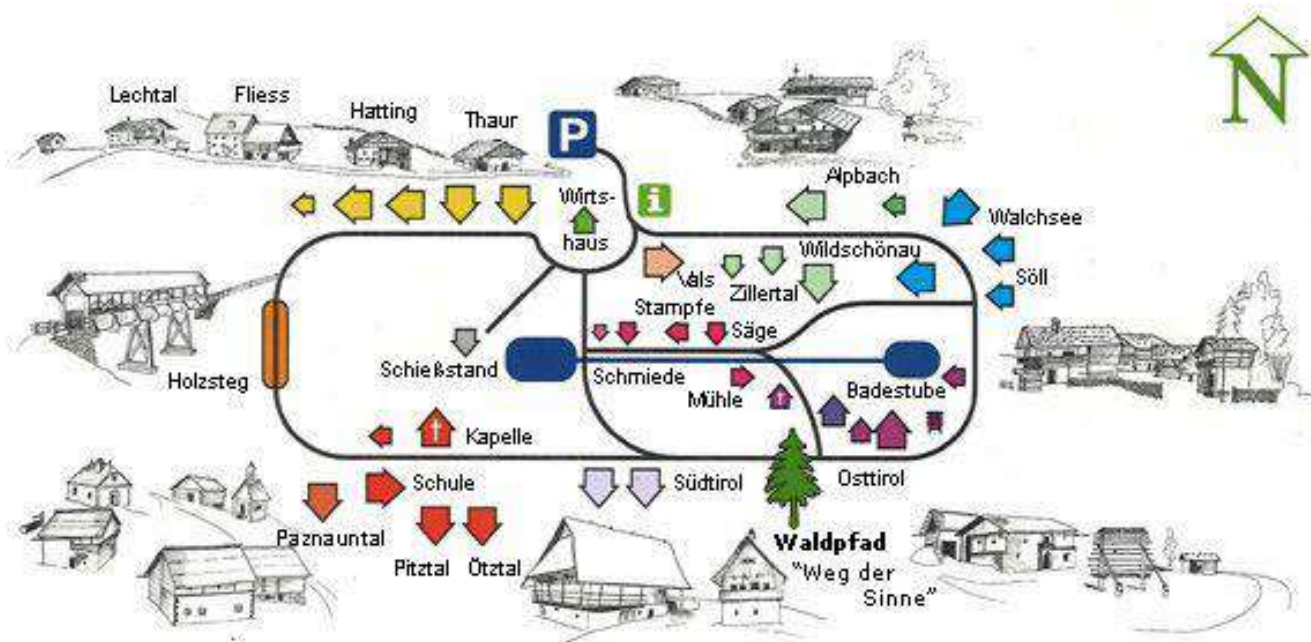 Lechtal
Fliess
Hatting
Thaur
P
N
Wirts-
haus
i
Alpbach
Walchsee
Wildschönau
Söll
Vals
Zillertal
Stampfe
Säge
Schießstand
Schmiede
Badestube
Holzsteg
Mühle
Kapelle
Schule
Südtirol
Osttirol
Paznauntal
Pitztal
Ötztal
Waldpfad
"Weg der
Sinne"